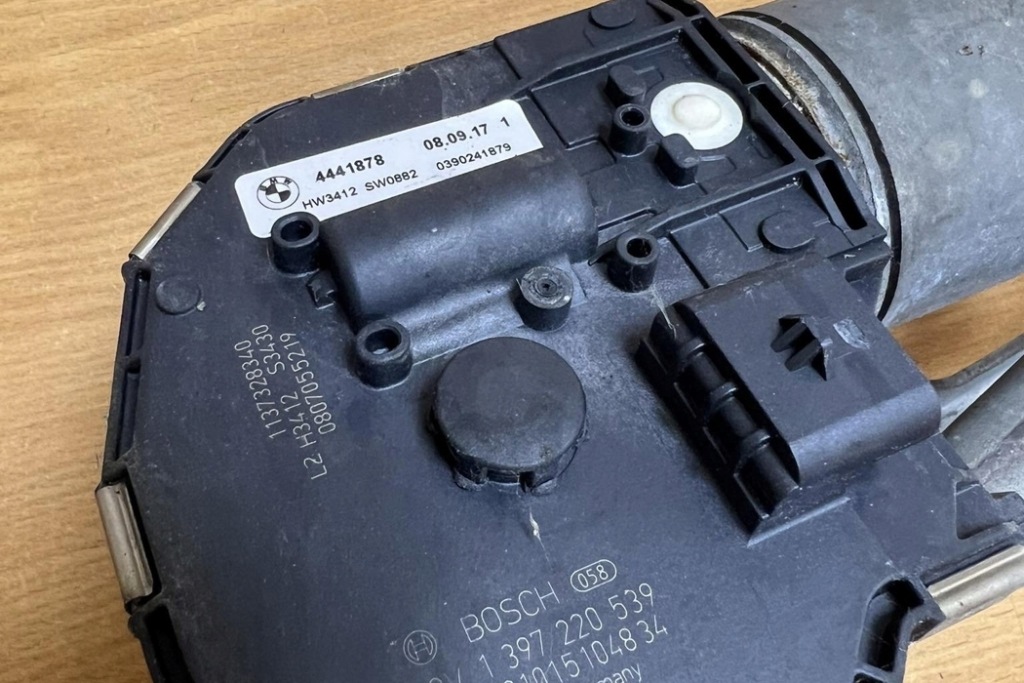 4441878 08.09.17 1
HW3412 SW0882 0390241879
1137328340
L2 H3412 S3430
0807055219
BOSCH 058
1 397 220 539